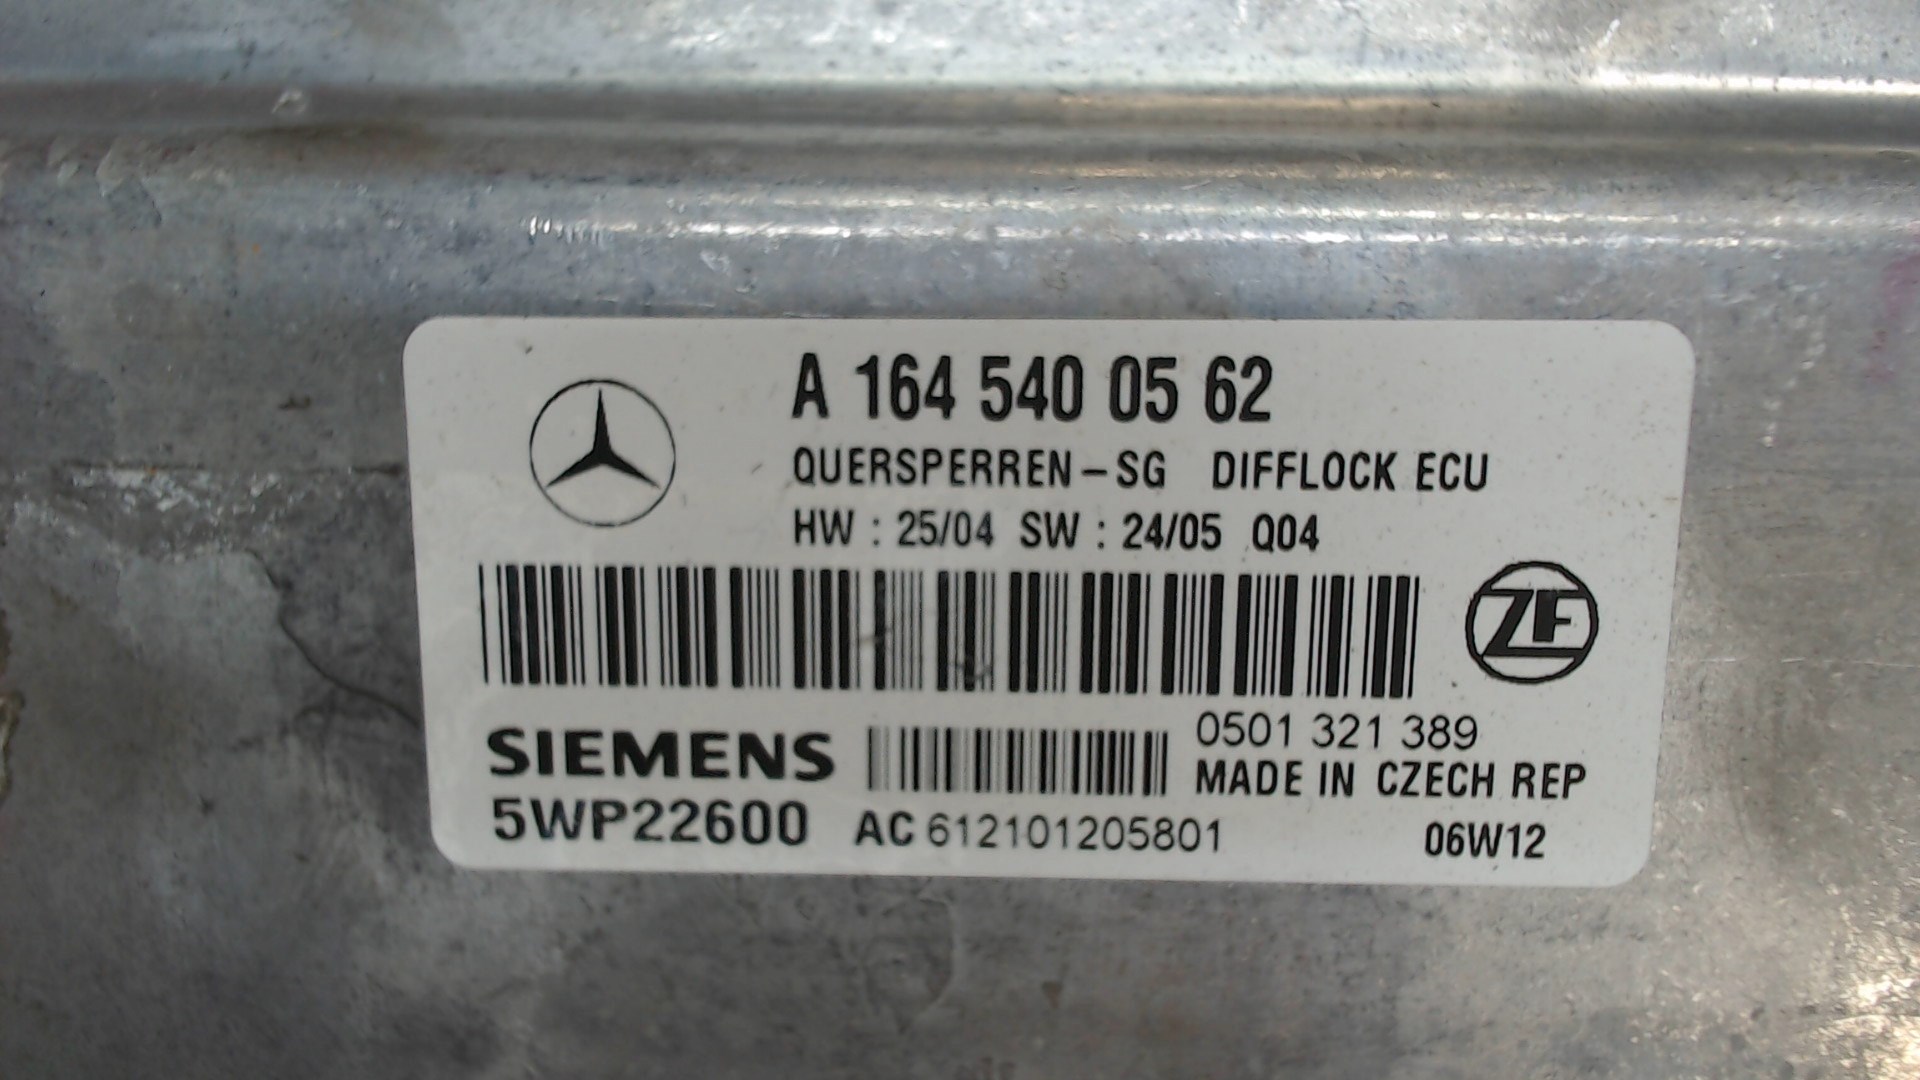 A 164 540 05 62
QUERSPERREN-SG DIFFLOCK ECU
HW : 25/04 SW : 24/05 Q04
ZF
SIEMENS
0501 321 389
MADE IN CZECH REP
5WP22600
AC 612101205801
06W12